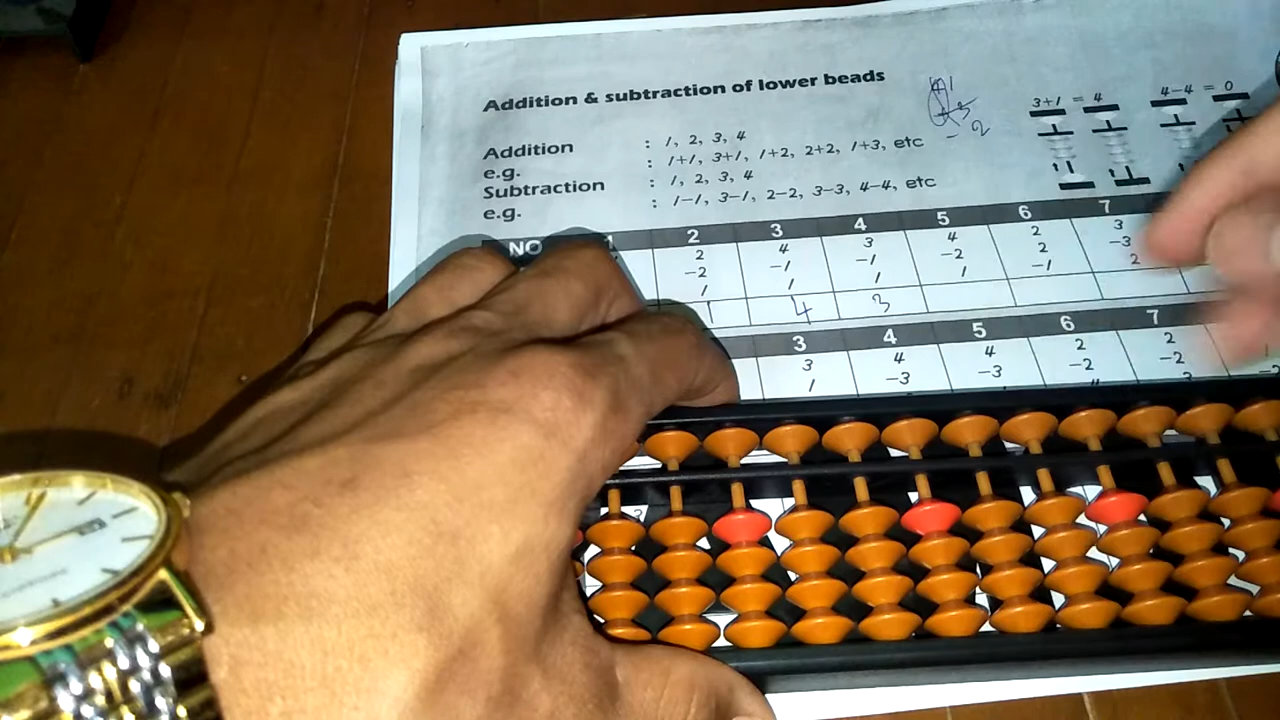 Addition & subtraction of lower beads
3+1 = 4
4-4 = 0
Addition : 1, 2, 3, 4
e.g. : 1+1, 3+1, 1+2, 2+2, 1+3, etc
Subtraction : 1, 2, 3, 4
e.g. : 1-1, 3-1, 2-2, 3-3, 4-4, etc
- 2
NO 1 2 3 4 5 6 7
2 4 3 4 2 3
-2 -1 -1 -2 2 -3
1 1 1 1 -1 2
1 4 3
3 4 5 6 7
3 4 4 2 2
1 -3 -3 -2 -2